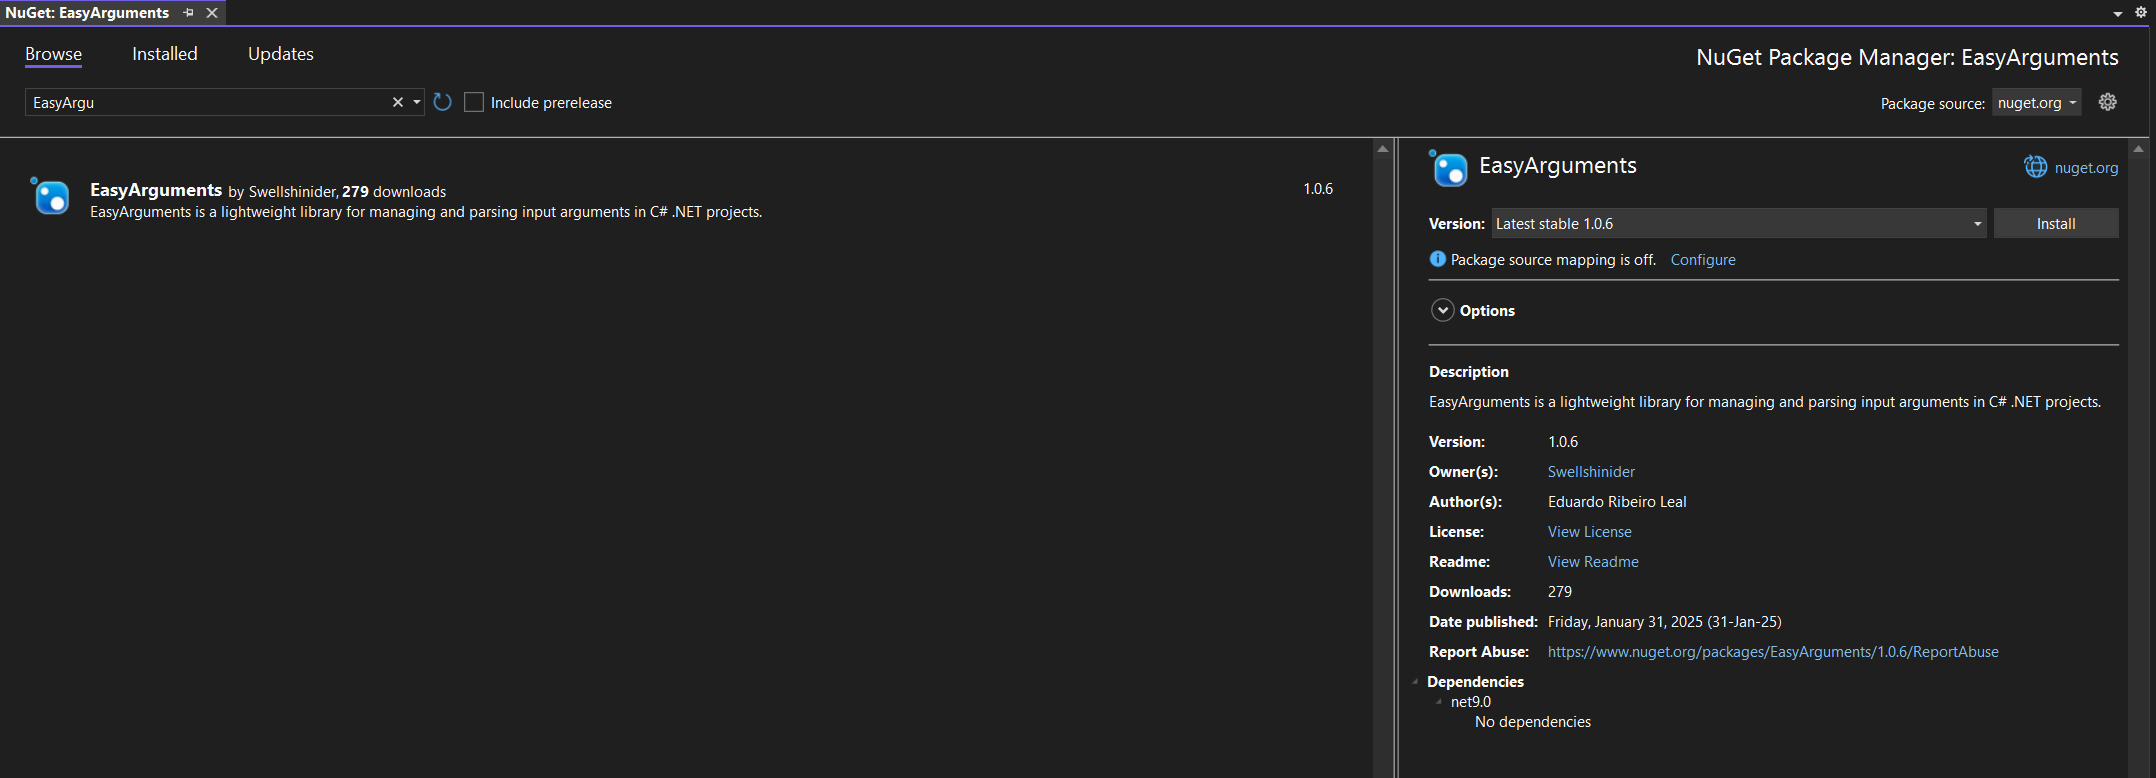 NuGet: EasyArguments
Browse Installed Updates
NuGet Package Manager: EasyArguments
EasyArgu
Include prerelease
Package source: nuget.org
EasyArguments by Swellshinider, 279 downloads
1.0.6
EasyArguments is a lightweight library for managing and parsing input arguments in C# .NET projects.
EasyArguments
nuget.org
Version: Latest stable 1.0.6
Install
Package source mapping is off. Configure
Options
Description
EasyArguments is a lightweight library for managing and parsing input arguments in C# .NET projects.
Version: 1.0.6
Owner(s): Swellshinider
Author(s): Eduardo Ribeiro Leal
License: View License
Readme: View Readme
Downloads: 279
Date published: Friday, January 31, 2025 (31-Jan-25)
Report Abuse: https://www.nuget.org/packages/EasyArguments/1.0.6/ReportAbuse
Dependencies
net9.0
No dependencies